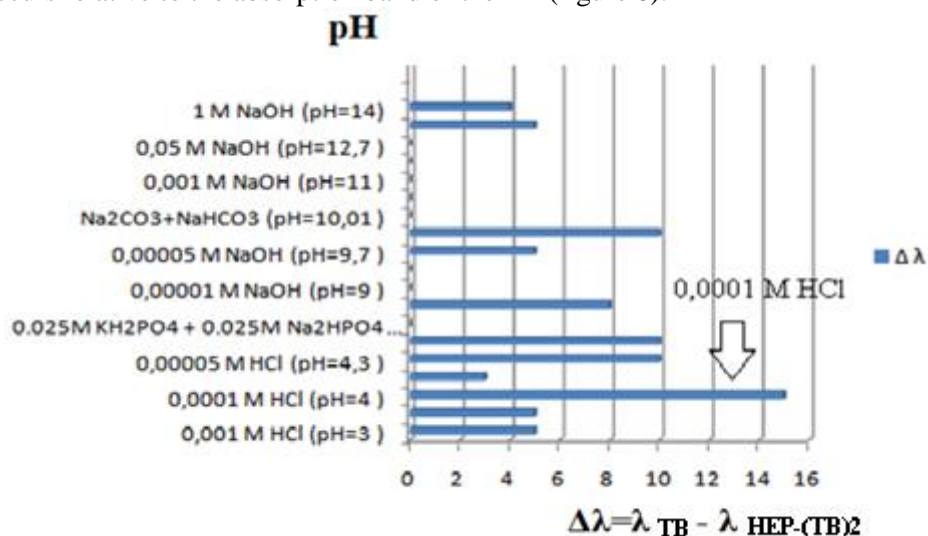 pH
1 M NaOH (pH=14)
0,05 M NaOH (pH=12,7 )
0,001 M NaOH (pH=11 )
Na2CO3+NaHCO3 (pH=10,01 )
0,00005 M NaOH (pH=9,7 )
0,00001 M NaOH (pH=9 )
0.025M KH2PO4 + 0.025M Na2HPO4 ...
0,00005 M HCl (pH=4,3 )
0,0001 M HCl (pH=4 )
0,001 M HCl (pH=3 )
0,0001 M HCl
Δ λ
0 2 4 6 8 10 12 14 16
Δλ=λ TB - λ HEP-(TB)2